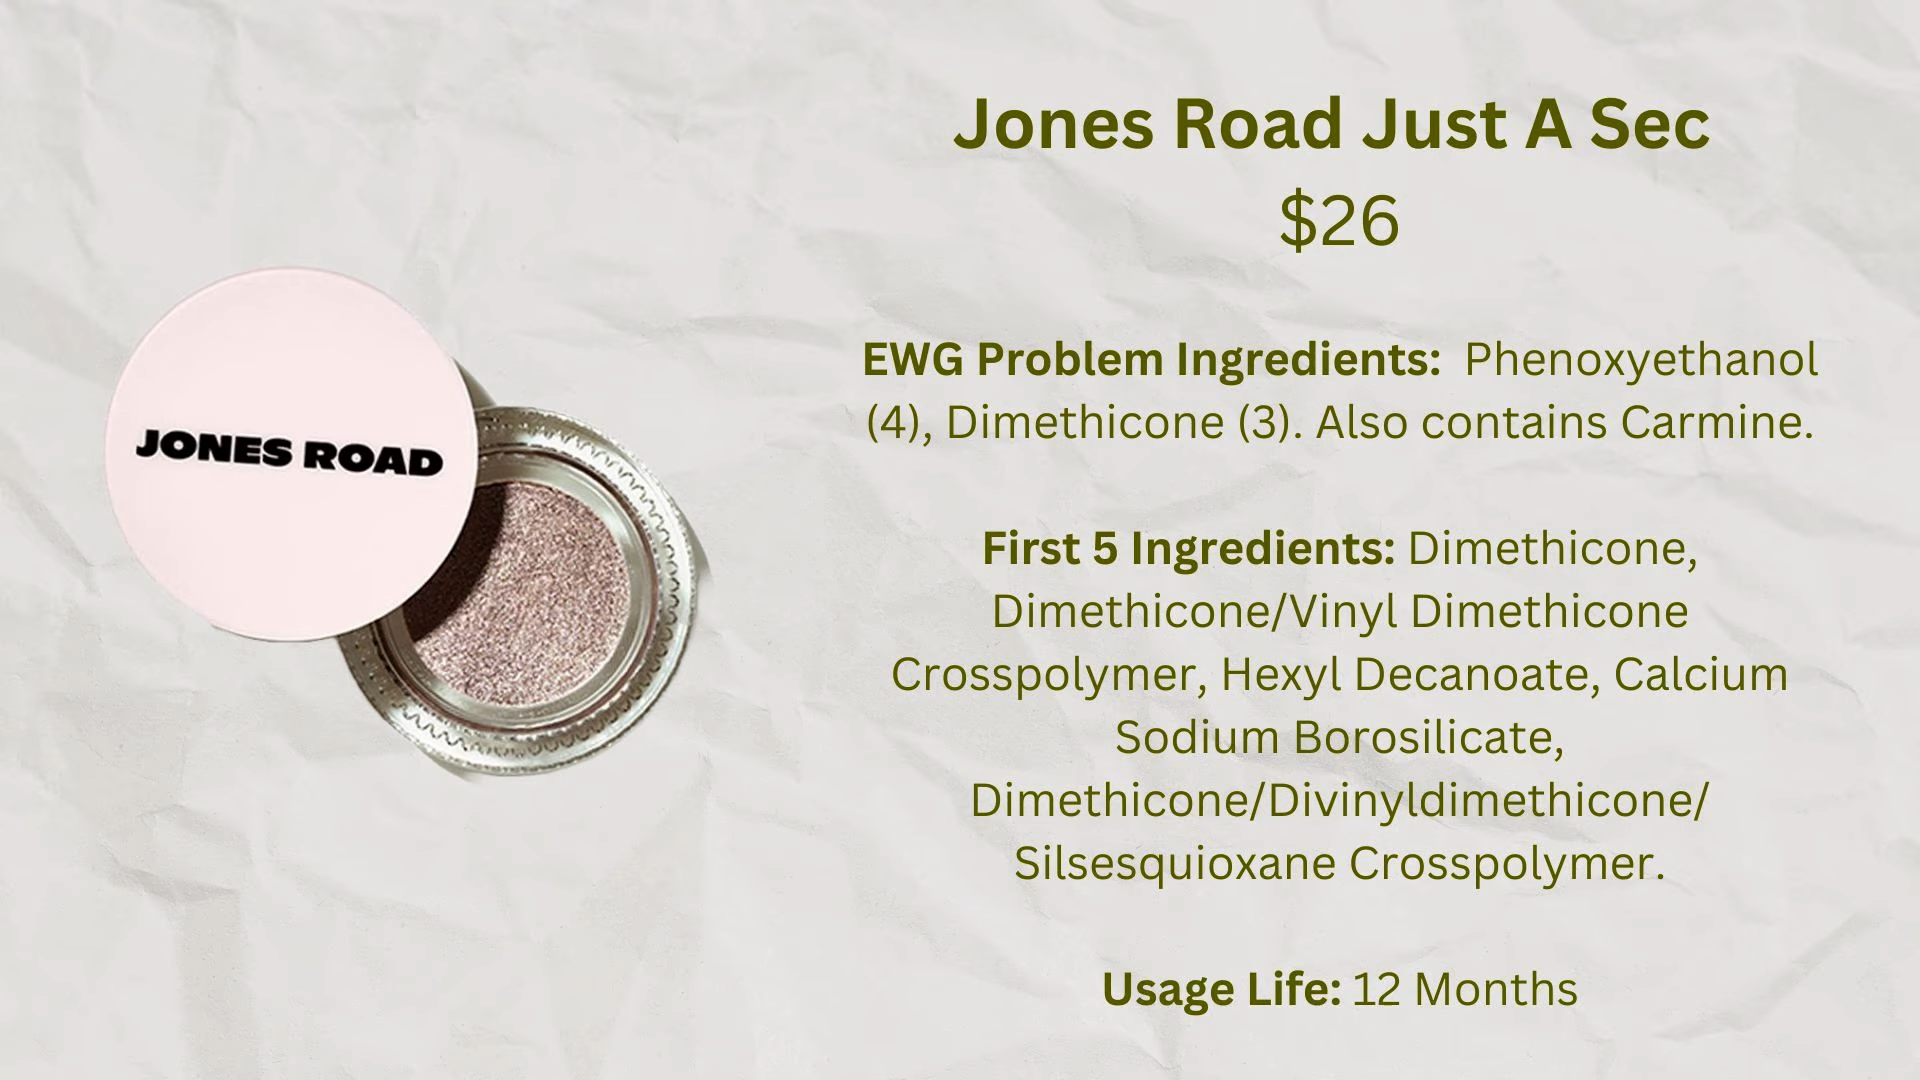 Jones Road Just A Sec
$26
JONES ROAD
EWG Problem Ingredients:  Phenoxyethanol
(4), Dimethicone (3). Also contains Carmine.
First 5 Ingredients: Dimethicone,
Dimethicone/Vinyl Dimethicone
Crosspolymer, Hexyl Decanoate, Calcium
Sodium Borosilicate,
Dimethicone/Divinyldimethicone/
Silsesquioxane Crosspolymer.
Usage Life: 12 Months